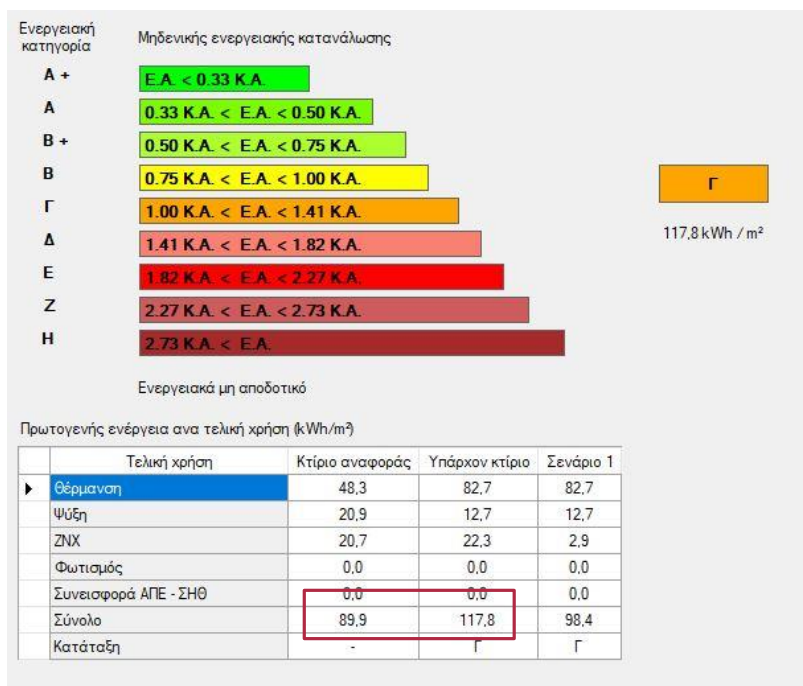 Ενεργειακή
κατηγορία
Μηδενικής ενεργειακής κατανάλωσης
Α +
Ε.Α. < 0.33 Κ.Α.
Α
0.33 Κ.Α. < Ε.Α. < 0.50 Κ.Α.
Β +
0.50 Κ.Α. < Ε.Α. < 0.75 Κ.Α.
Β
0.75 Κ.Α. < Ε.Α. < 1.00 Κ.Α.
Γ
Γ
1.00 Κ.Α. < Ε.Α. < 1.41 Κ.Α.
117,8 kWh / m²
Δ
1.41 Κ.Α. < Ε.Α. < 1.82 Κ.Α.
Ε
1.82 Κ.Α. < Ε.Α. < 2.27 Κ.Α.
Ζ
2.27 Κ.Α. < Ε.Α. < 2.73 Κ.Α.
Η
2.73 Κ.Α. < Ε.Α.
Ενεργειακά μη αποδοτικό
Πρωτογενής ενέργεια ανα τελική χρήση (kWh/m²)
Τελική χρήση Κτίριο αναφοράς Υπάρχον κτίριο Σενάριο 1
Θέρμανση 48,3 82,7 82,7
Ψύξη 20,9 12,7 12,7
ΖΝΧ 20,7 22,3 2,9
Φωτισμός 0,0 0,0 0,0
Συνεισφορά ΑΠΕ - ΣΗΘ 0,0 0,0 0,0
Σύνολο 89,9 117,8 98,4
Κατάταξη - Γ Γ